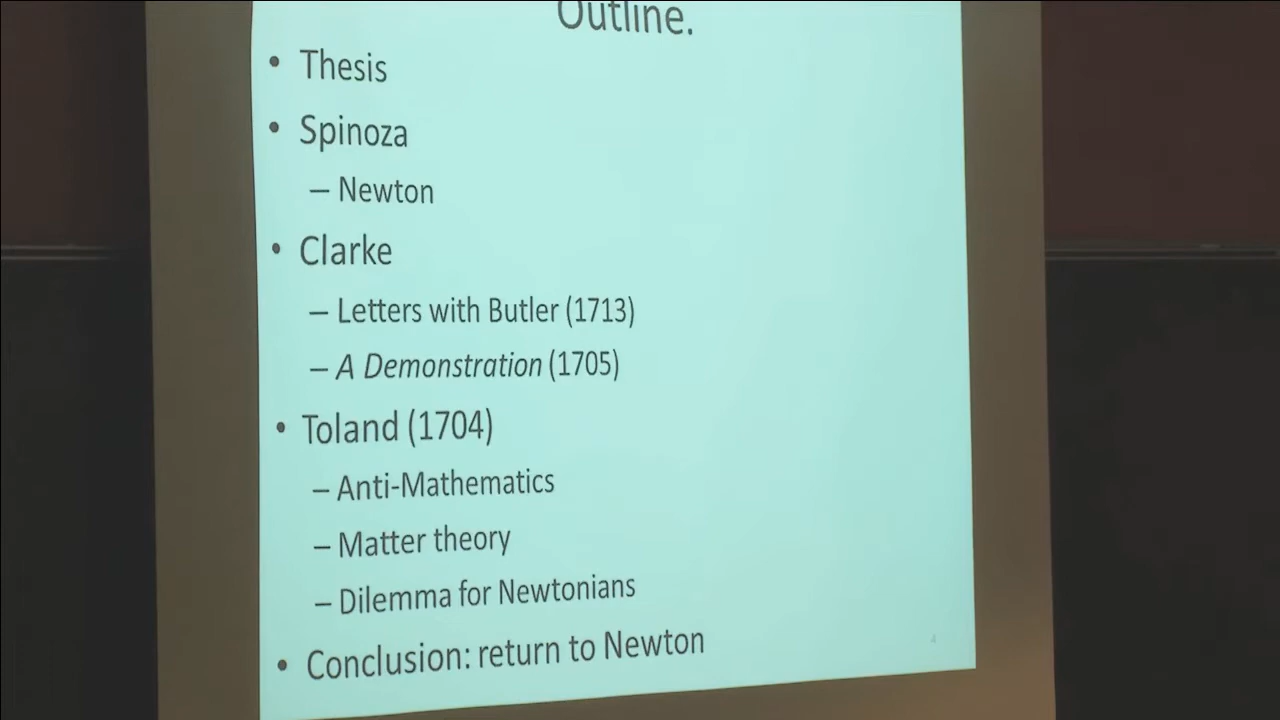 Outline.
• Thesis
• Spinoza
– Newton
• Clarke
– Letters with Butler (1713)
– A Demonstration (1705)
• Toland (1704)
– Anti-Mathematics
– Matter theory
– Dilemma for Newtonians
• Conclusion: return to Newton
4